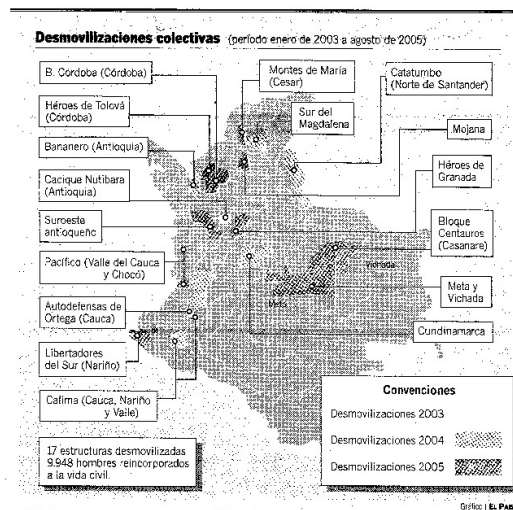 Desmovilizaciones colectivas (período enero de 2003 a agosto de 2005)
B. Córdoba (Córdoba)
Héroes de Tolová
(Córdoba)
Bananero (Antioquia)
Cacique Nutibara
(Antioquia)
Suroeste
antioqueño
Pacífico (Valle del Cauca
y Chocó)
Autodefensas de
Ortega (Cauca)
Libertadores
del Sur (Nariño)
Calima (Cauca, Nariño
y Valle)
Montes de María
(Cesar)
Sur del
Magdalena
Catatumbo
(Norte de Santander)
Mojana
Héroes de
Granada
Bloque
Centauros
(Casanare)
Meta y
Vichada
Cundinamarca
Vichada
Meta
17 estructuras desmovilizadas
9.948 hombres reincorporados
a la vida civil.
Convenciones
Desmovilizaciones 2003
Desmovilizaciones 2004
Desmovilizaciones 2005
Gráfico | EL PAÍS